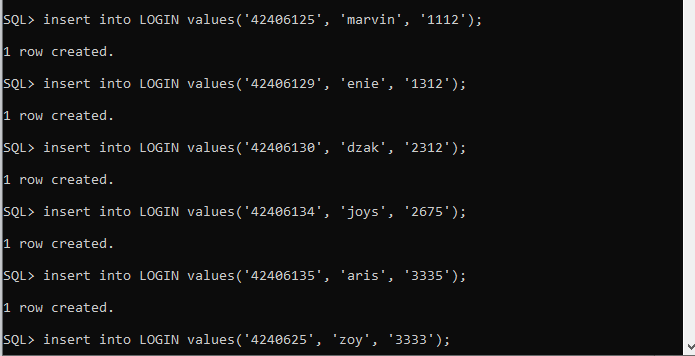 SQL> insert into LOGIN values('42406125', 'marvin', '1112');
1 row created.
SQL> insert into LOGIN values('42406129', 'enie', '1312');
1 row created.
SQL> insert into LOGIN values('42406130', 'dzak', '2312');
1 row created.
SQL> insert into LOGIN values('42406134', 'joys', '2675');
1 row created.
SQL> insert into LOGIN values('42406135', 'aris', '3335');
1 row created.
SQL> insert into LOGIN values('4240625', 'zoy', '3333');